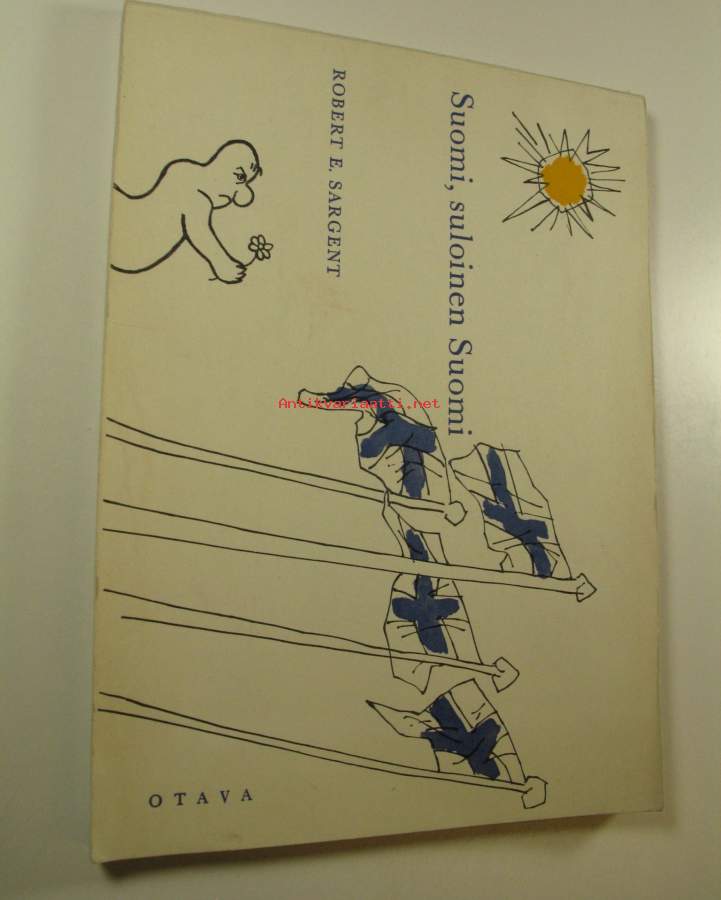 Suomi, suloinen Suomi
ROBERT E. SARGENT
Antikvariaatti.net
OTAVA